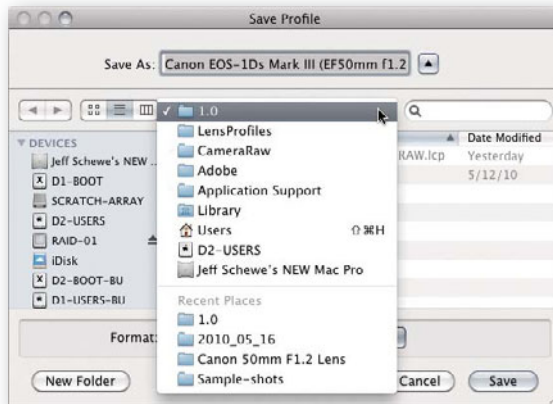 Save Profile
Save As: Canon EOS-1Ds Mark III (EF50mm f1.2
✓ 1.0
LensProfiles
CameraRaw
Adobe
Application Support
Library
Users ⇧⌘H
D2-USERS
Jeff Schewe's NEW Mac Pro
Recent Places
1.0
2010_05_16
Canon 50mm F1.2 Lens
Sample-shots
DEVICES
Jeff Schewe's NEW ...
D1-BOOT
SCRATCH-ARRAY
D2-USERS
RAID-01
iDisk
D2-BOOT-BU
D1-USERS-BU
Date Modified
RAW.lcp Yesterday
5/12/10
Format:
New Folder
Cancel
Save